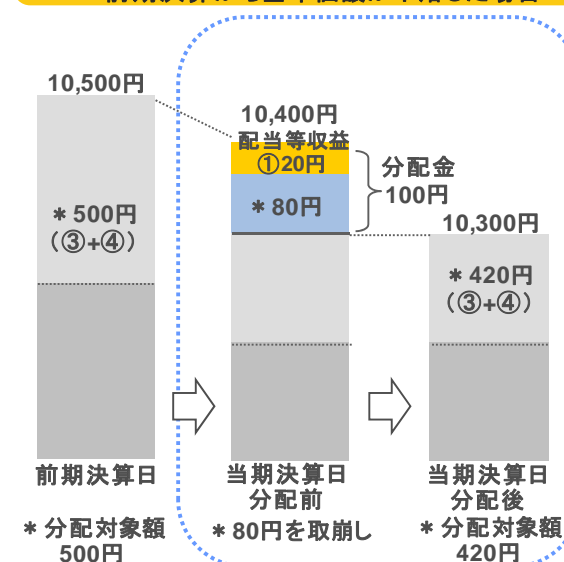 10,500円
10,400円
配当等収益
①20円
分配金
100円
＊500円
（③+④）
＊80円
10,300円
＊420円
（③+④）
前期決算日
当期決算日
分配前
当期決算日
分配後
＊分配対象額
500円
＊80円を取崩し
＊分配対象額
420円